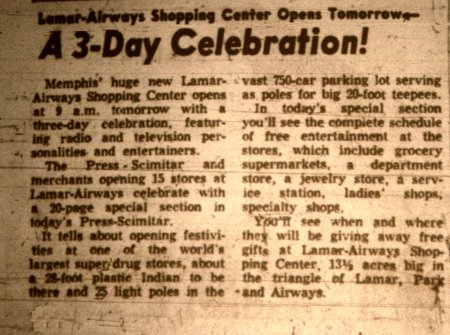 Lamar-Airways Shopping Center Opens Tomorrow—
A 3-Day Celebration!
Memphis' huge new Lamar-
Airways Shopping Center opens
at 9 a.m. tomorrow with a
three-day celebration, featur-
ing radio and television per-
sonalities and entertainers.
The Press-Scimitar and
merchants opening 15 stores at
Lamar-Airways celebrate with
a 20-page special section in
today's Press-Scimitar.
It tells about opening festivi-
ties at one of the world's
largest super drug stores, about
a 28-foot plastic Indian to be
there and 25 light poles in the
vast 750-car parking lot serving
as poles for big 20-foot teepees.
In today's special section
you'll see the complete schedule
of free entertainment at the
stores, which include grocery
supermarkets, a department
store, a jewelry store, a serv-
ice station, ladies' shops,
specialty shops.
You'll see when and where
they will be giving away free
gifts at Lamar-Airways Shop-
ping Center, 13½ acres big in
the triangle of Lamar, Park
and Airways.